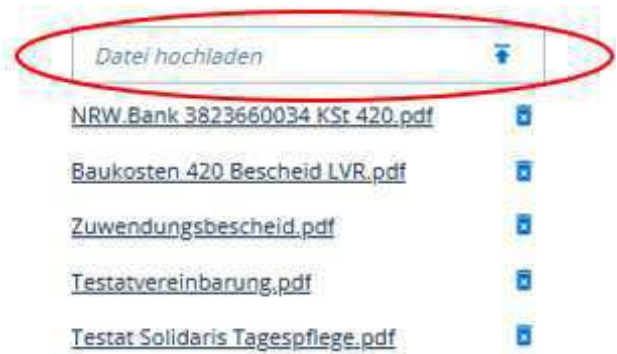 Datei hochladen
NRW.Bank 3823660034 KSt 420.pdf
Baukosten 420 Bescheid LVR.pdf
Zuwendungsbescheid.pdf
Testatvereinbarung.pdf
Testat Solidaris Tagespflege.pdf